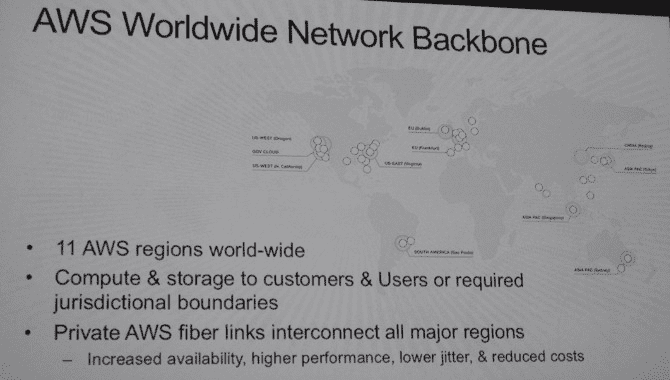 AWS Worldwide Network Backbone
US WEST (Oregon)
GOV CLOUD
US WEST (N. California)
US EAST (Virginia)
EU (Dublin)
EU (Frankfurt)
CHINA (Beijing)
ASIA PAC (Tokyo)
ASIA PAC (Singapore)
SOUTH AMERICA (Sao Paulo)
ASIA PAC (Sydney)
• 11 AWS regions world-wide
• Compute & storage to customers & Users or required
jurisdictional boundaries
• Private AWS fiber links interconnect all major regions
– Increased availability, higher performance, lower jitter, & reduced costs